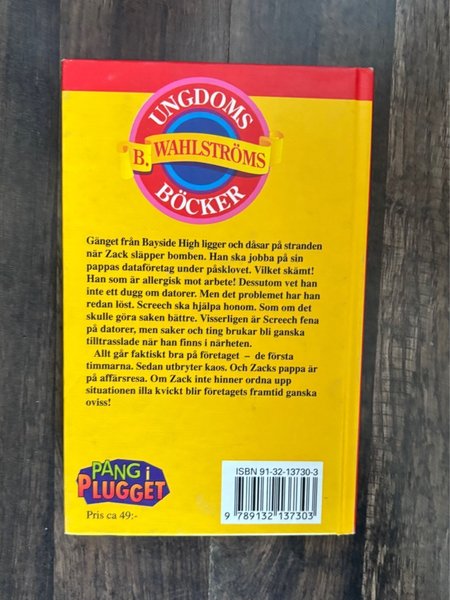 UNGDOMS
B. WAHLSTRÖMS
BÖCKER
Gänget från Bayside High ligger och dåsar på stranden
när Zack släpper bomben. Han ska jobba på sin
pappas dataföretag under påsklovet. Vilket skämt!
Han som är allergisk mot arbete! Dessutom vet han
inte ett dugg om datorer. Men det problemet har han
redan löst. Screech ska hjälpa honom. Som om det
skulle göra saken bättre. Visserligen är Screech fena
på datorer, men saker och ting brukar bli ganska
tilltrasslade när han finns i närheten.
Allt går faktiskt bra på företaget – de första
timmarna. Sedan utbryter kaos. Och Zacks pappa är
på affärsresa. Om Zack inte hinner ordna upp
situationen illa kvickt blir företagets framtid ganska
oviss!
PANG i
PLUGGET
Pris ca 49:-
ISBN 91-32-13730-3
9 789132 137303